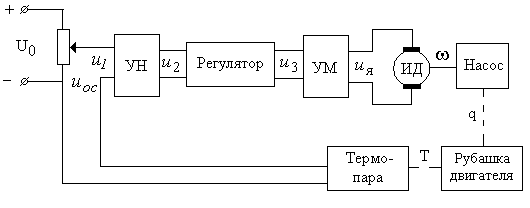 +
U0
−
u1
uос
УН
u2
Регулятор
u3
УМ
uя
ИД
ω
Насос
q
Термо-
пара
T
Рубашка
двигателя